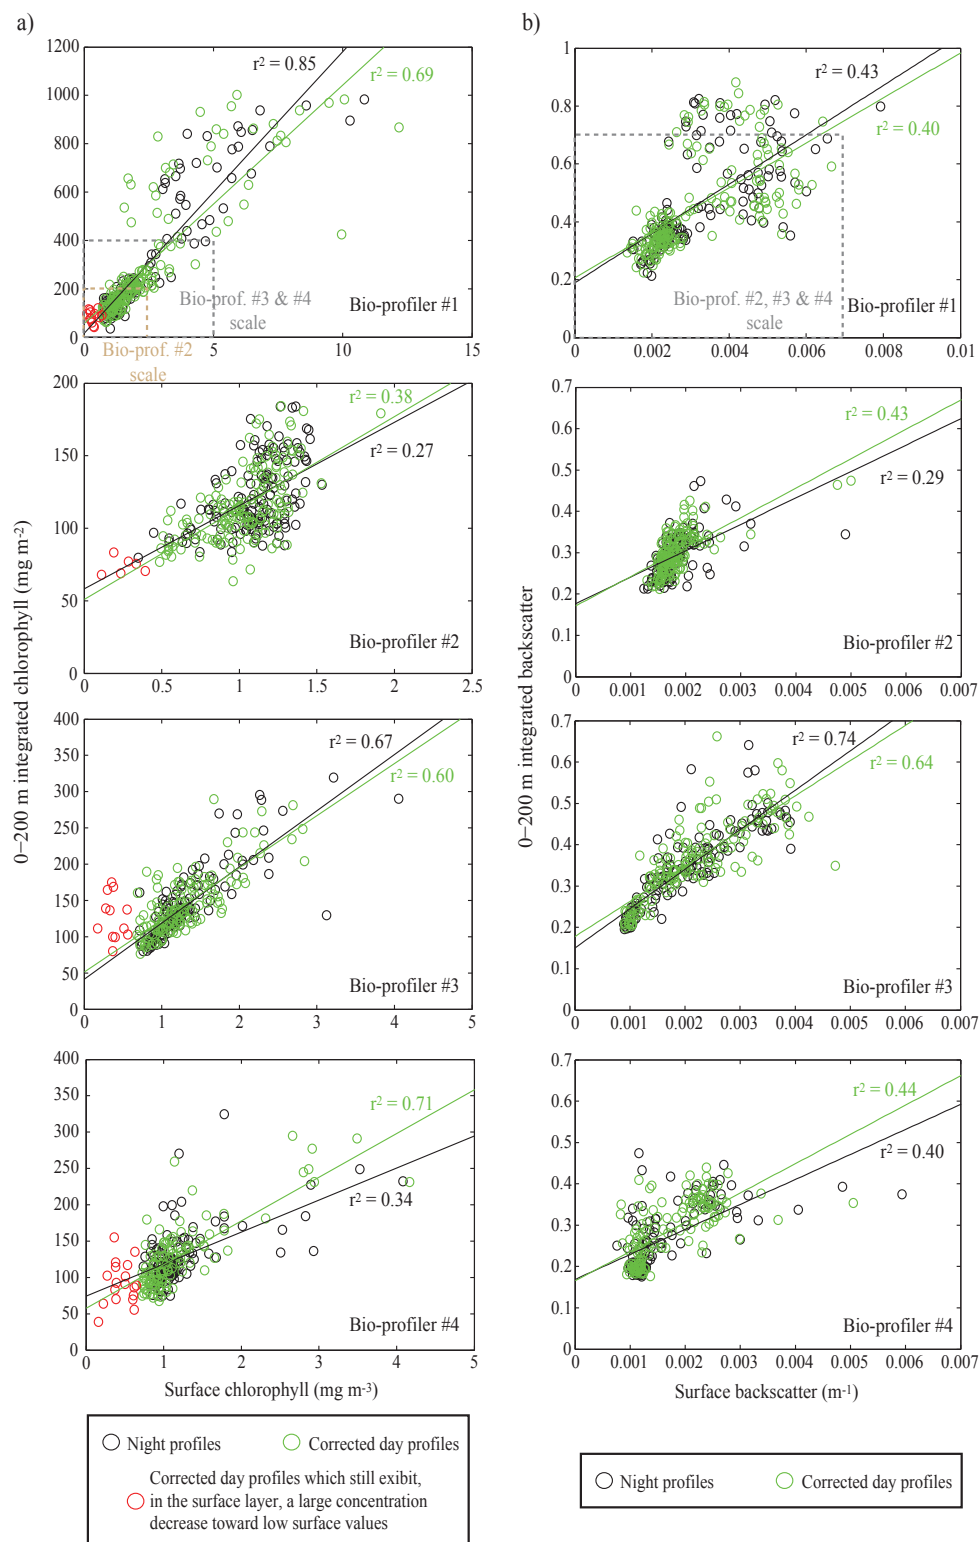 a)
1200
1000
800
600
400
200
0
0
5
10
15
r² = 0.85
r² = 0.69
Bio-prof. #3 & #4
scale
Bio-profiler #1
Bio-prof. #2
scale
b)
1
0.8
0.6
0.4
0.2
0
0.002
0.004
0.006
0.008
0.01
r² = 0.43
r² = 0.40
Bio-prof. #2, #3 & #4
scale
Bio-profiler #1
200
150
100
50
0
0
0.5
1
1.5
2
2.5
r² = 0.38
r² = 0.27
Bio-profiler #2
0.7
0.6
0.5
0.4
0.3
0.2
0.1
0
0
0.001
0.002
0.003
0.004
0.005
0.006
0.007
r² = 0.43
r² = 0.29
Bio-profiler #2
0−200 m integrated chlorophyll (mg m⁻²)
0−200 m integrated backscatter
400
350
300
250
200
150
100
50
0
0
1
2
3
4
5
r² = 0.67
r² = 0.60
Bio-profiler #3
0.7
0.6
0.5
0.4
0.3
0.2
0.1
0
0
0.001
0.002
0.003
0.004
0.005
0.006
0.007
r² = 0.74
r² = 0.64
Bio-profiler #3
400
350
300
250
200
150
100
50
0
0
1
2
3
4
5
r² = 0.71
r² = 0.34
Bio-profiler #4
Surface chlorophyll (mg m⁻³)
0.7
0.6
0.5
0.4
0.3
0.2
0.1
0
0
0.001
0.002
0.003
0.004
0.005
0.006
0.007
r² = 0.44
r² = 0.40
Bio-profiler #4
Surface backscatter (m⁻¹)
Night profiles
Corrected day profiles
Corrected day profiles which still exibit,
in the surface layer, a large concentration
decrease toward low surface values
Night profiles
Corrected day profiles